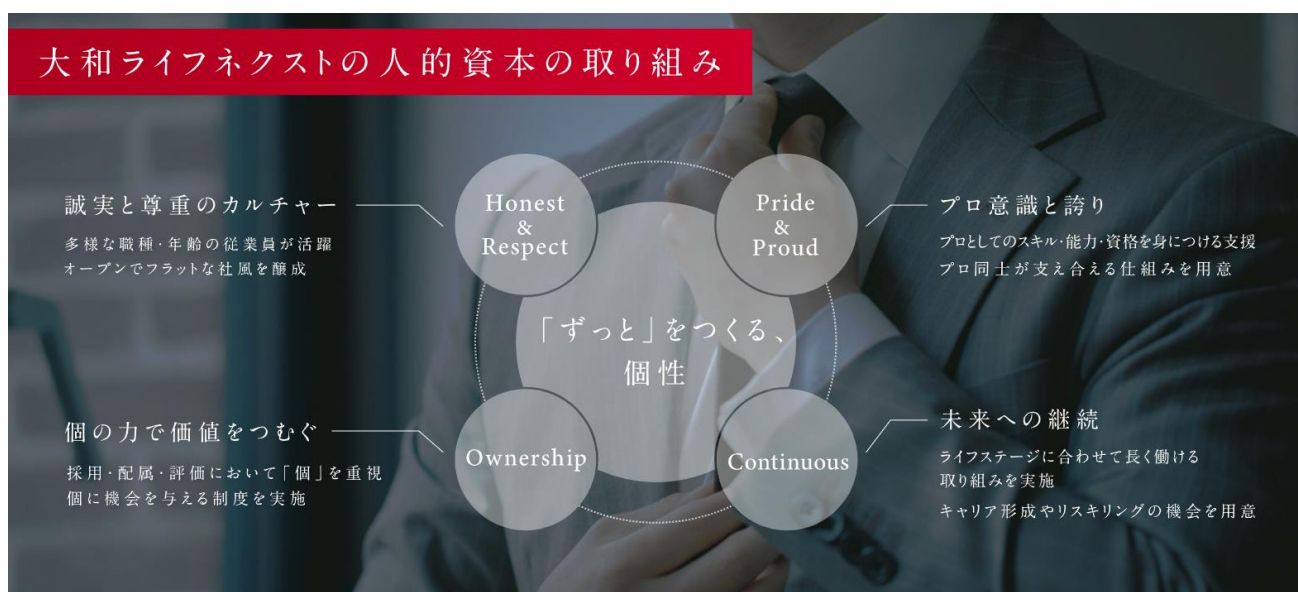 大和ライフネクストの人的資本の取り組み
誠実と尊重のカルチャー
多様な職種・年齢の従業員が活躍
オープンでフラットな社風を醸成
Honest
&
Respect
Pride
&
Proud
プロ意識と誇り
プロとしてのスキル・能力・資格を身につける支援
プロ同士が支え合える仕組みを用意
「ずっと」をつくる、
個性
個の力で価値をつむぐ
採用・配属・評価において「個」を重視
個に機会を与える制度を実施
Ownership
Continuous
未来への継続
ライフステージに合わせて長く働ける
取り組みを実施
キャリア形成やリスキリングの機会を用意